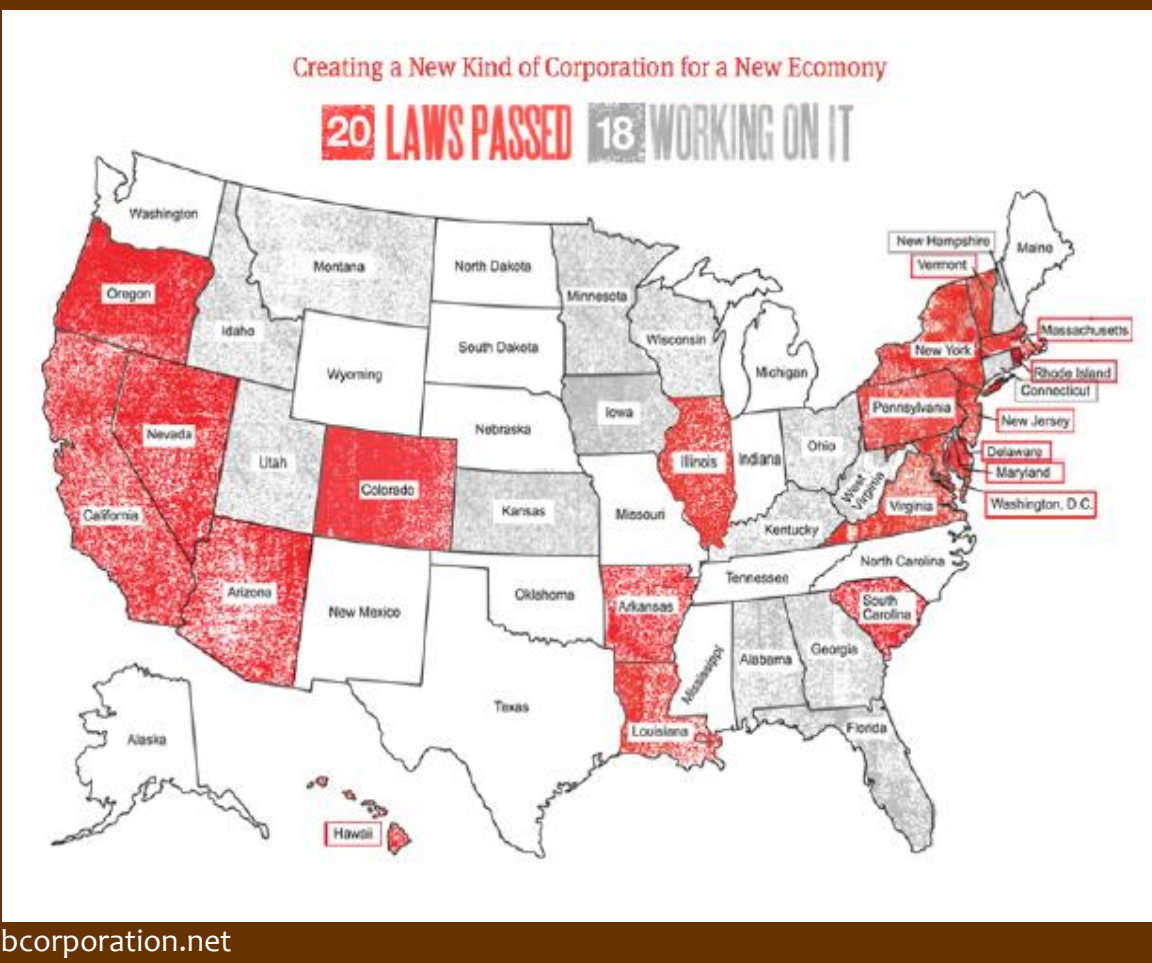 Creating a New Kind of Corporation for a New Ecomony
20 LAWS PASSED 18 WORKING ON IT
Washington
Oregon
Idaho
Montana
North Dakota
Minnesota
New Hampshire
Maine
Vermont
Massachusetts
Wyoming
South Dakota
Wisconsin
Michigan
New York
Rhode Island
Connecticut
Nevada
Nebraska
Iowa
Pennsylvania
New Jersey
Utah
Colorado
Illinois
Indiana
Ohio
Delaware
Maryland
California
Kansas
Missouri
West
Virginia
Virginia
Washington, D.C.
Kentucky
Arizona
New Mexico
Oklahoma
Arkansas
Tennessee
North Carolina
South
Carolina
Mississippi
Alabama
Georgia
Texas
Louisiana
Florida
Alaska
Hawaii
bcorporation.net